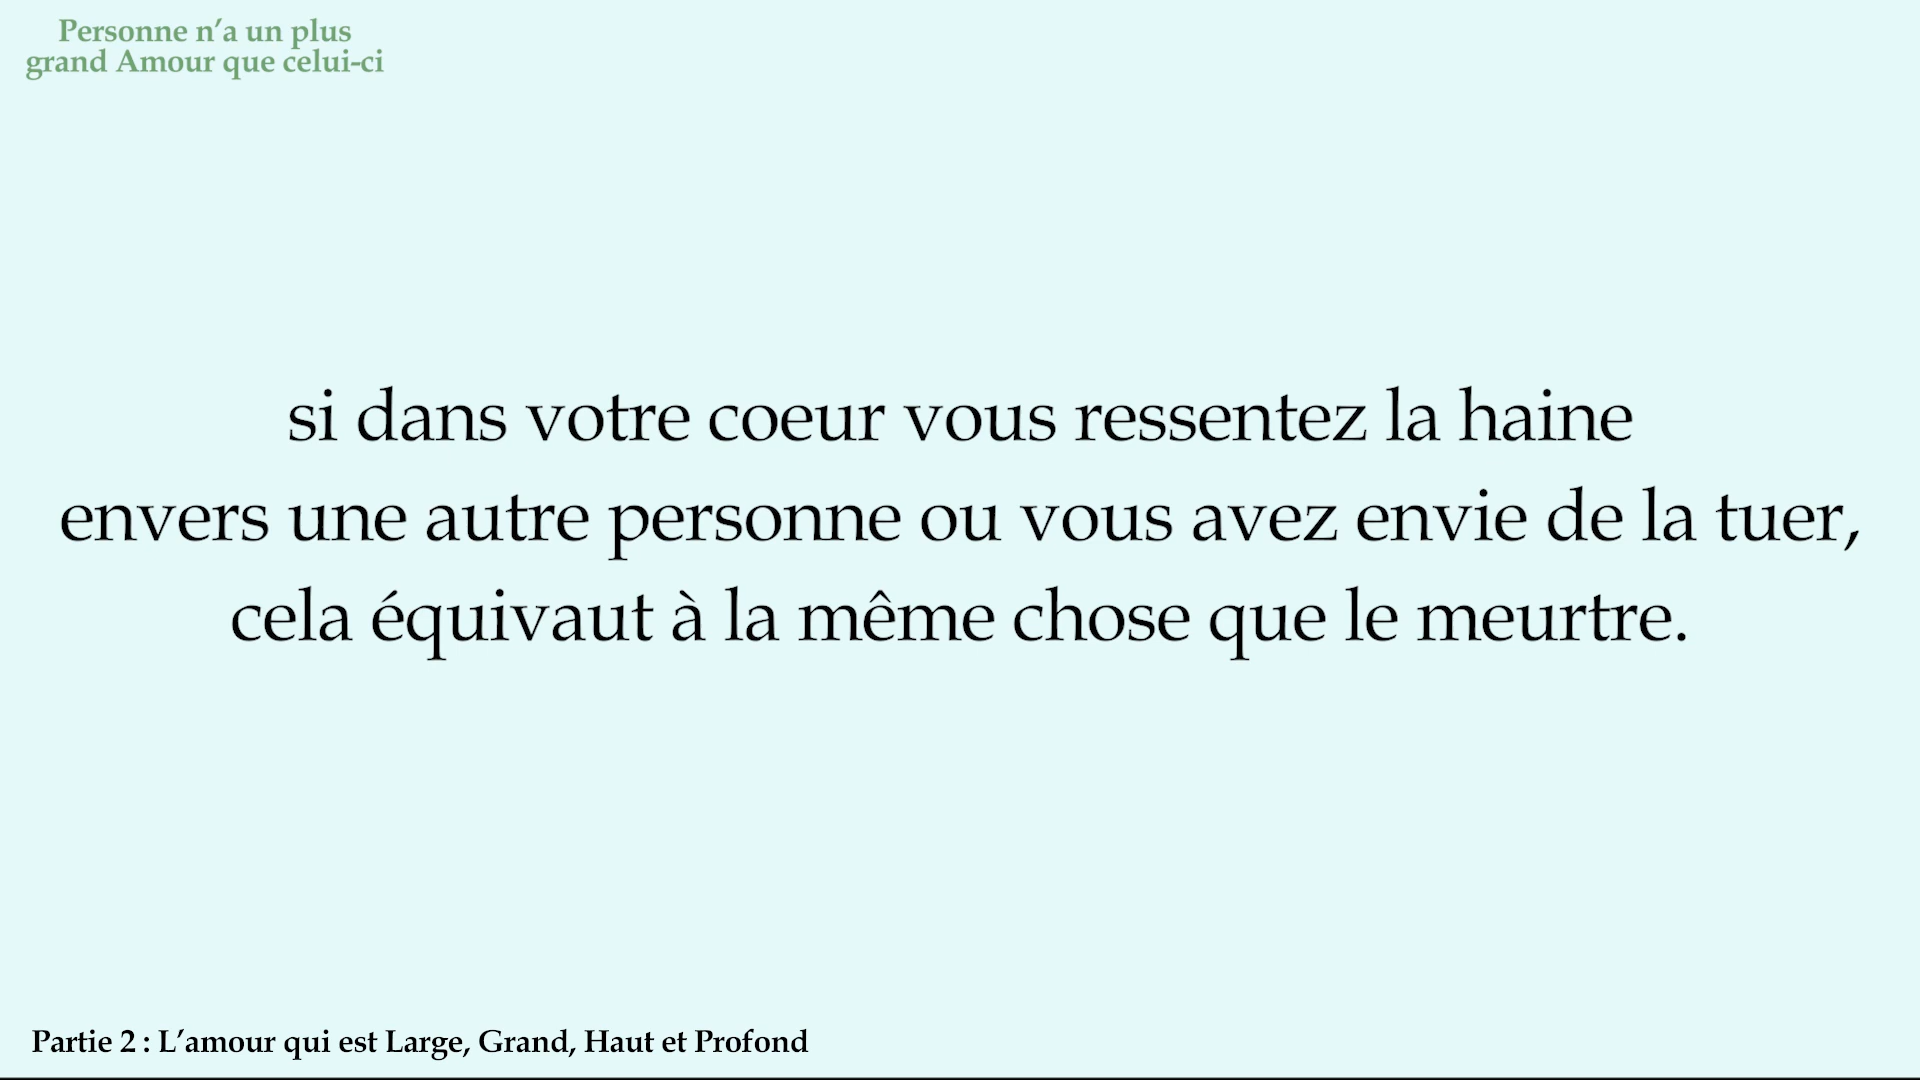 Personne n’a un plus
grand Amour que celui-ci
si dans votre coeur vous ressentez la haine
envers une autre personne ou vous avez envie de la tuer,
cela équivaut à la même chose que le meurtre.
Partie 2 : L’amour qui est Large, Grand, Haut et Profond